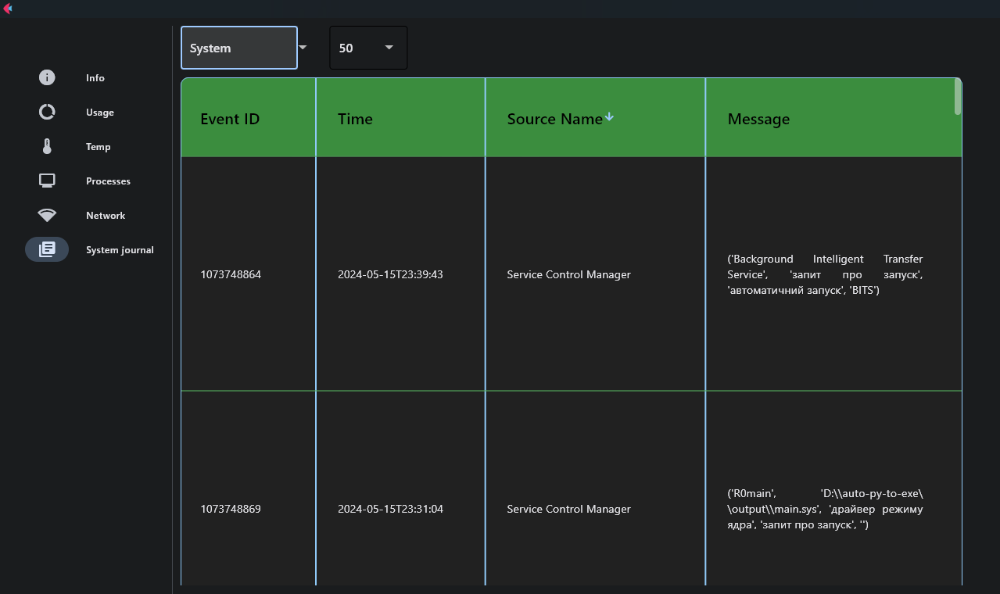 System
50
Info
Usage
Temp
Processes
Network
System journal
Event ID
Time
Source Name
Message
1073748864
2024-05-15T23:39:43
Service Control Manager
('Background Intelligent Transfer
Service', 'запит про запуск',
'автоматичний запуск', 'BITS')
1073748869
2024-05-15T23:31:04
Service Control Manager
('R0main', 'D:\\auto-py-to-exe\
\output\\main.sys', 'драйвер режиму
ядра', 'запит про запуск', '')